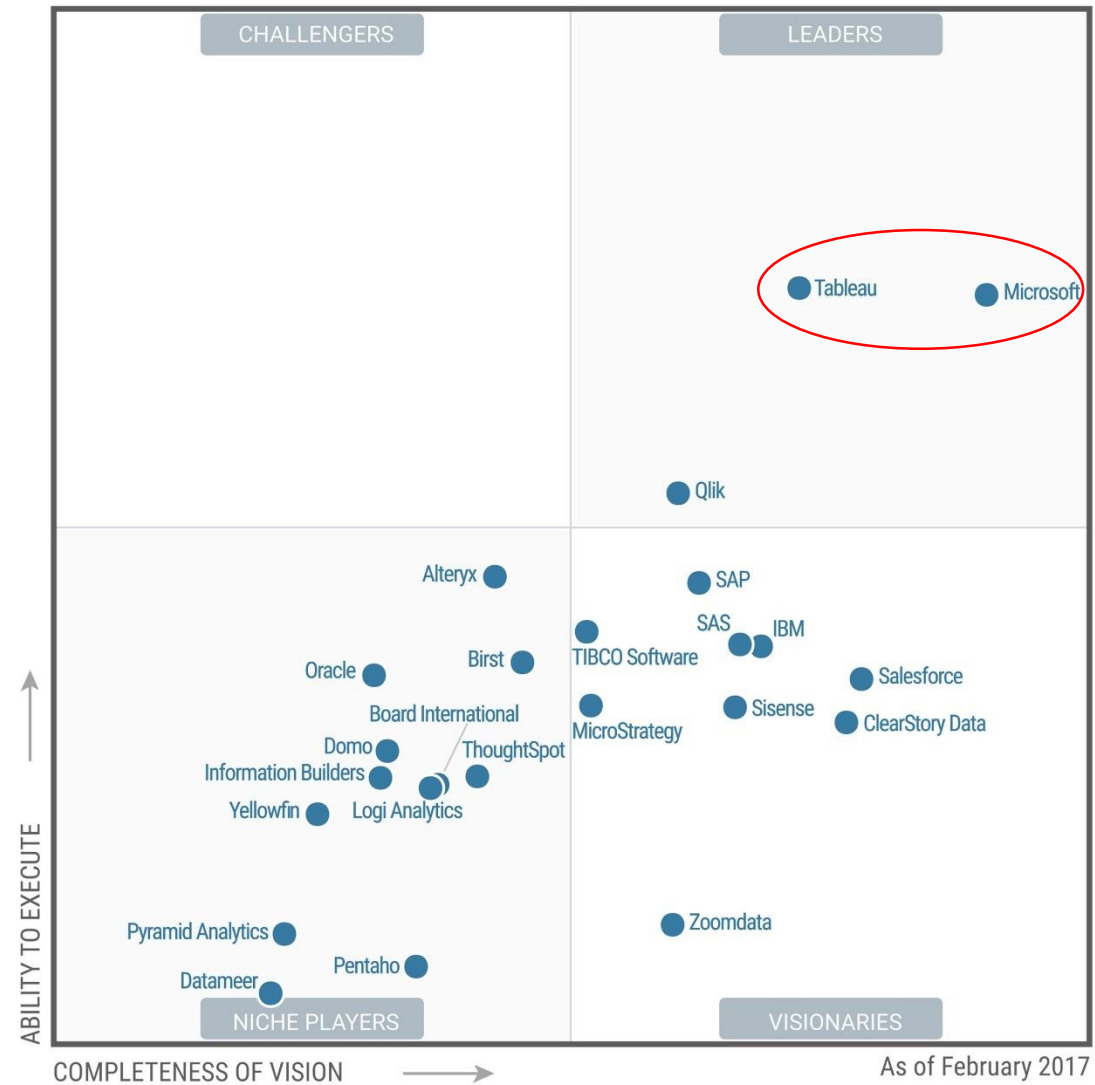 CHALLENGERS
LEADERS
Tableau
Microsoft
Qlik
Alteryx
SAP
SAS
IBM
TIBCO Software
Birst
Oracle
Salesforce
Board International
Sisense
MicroStrategy
ClearStory Data
Domo
ThoughtSpot
Information Builders
Yellowfin
Logi Analytics
Zoomdata
Pyramid Analytics
Pentaho
Datameer
NICHE PLAYERS
VISIONARIES
ABILITY TO EXECUTE
COMPLETENESS OF VISION
As of February 2017